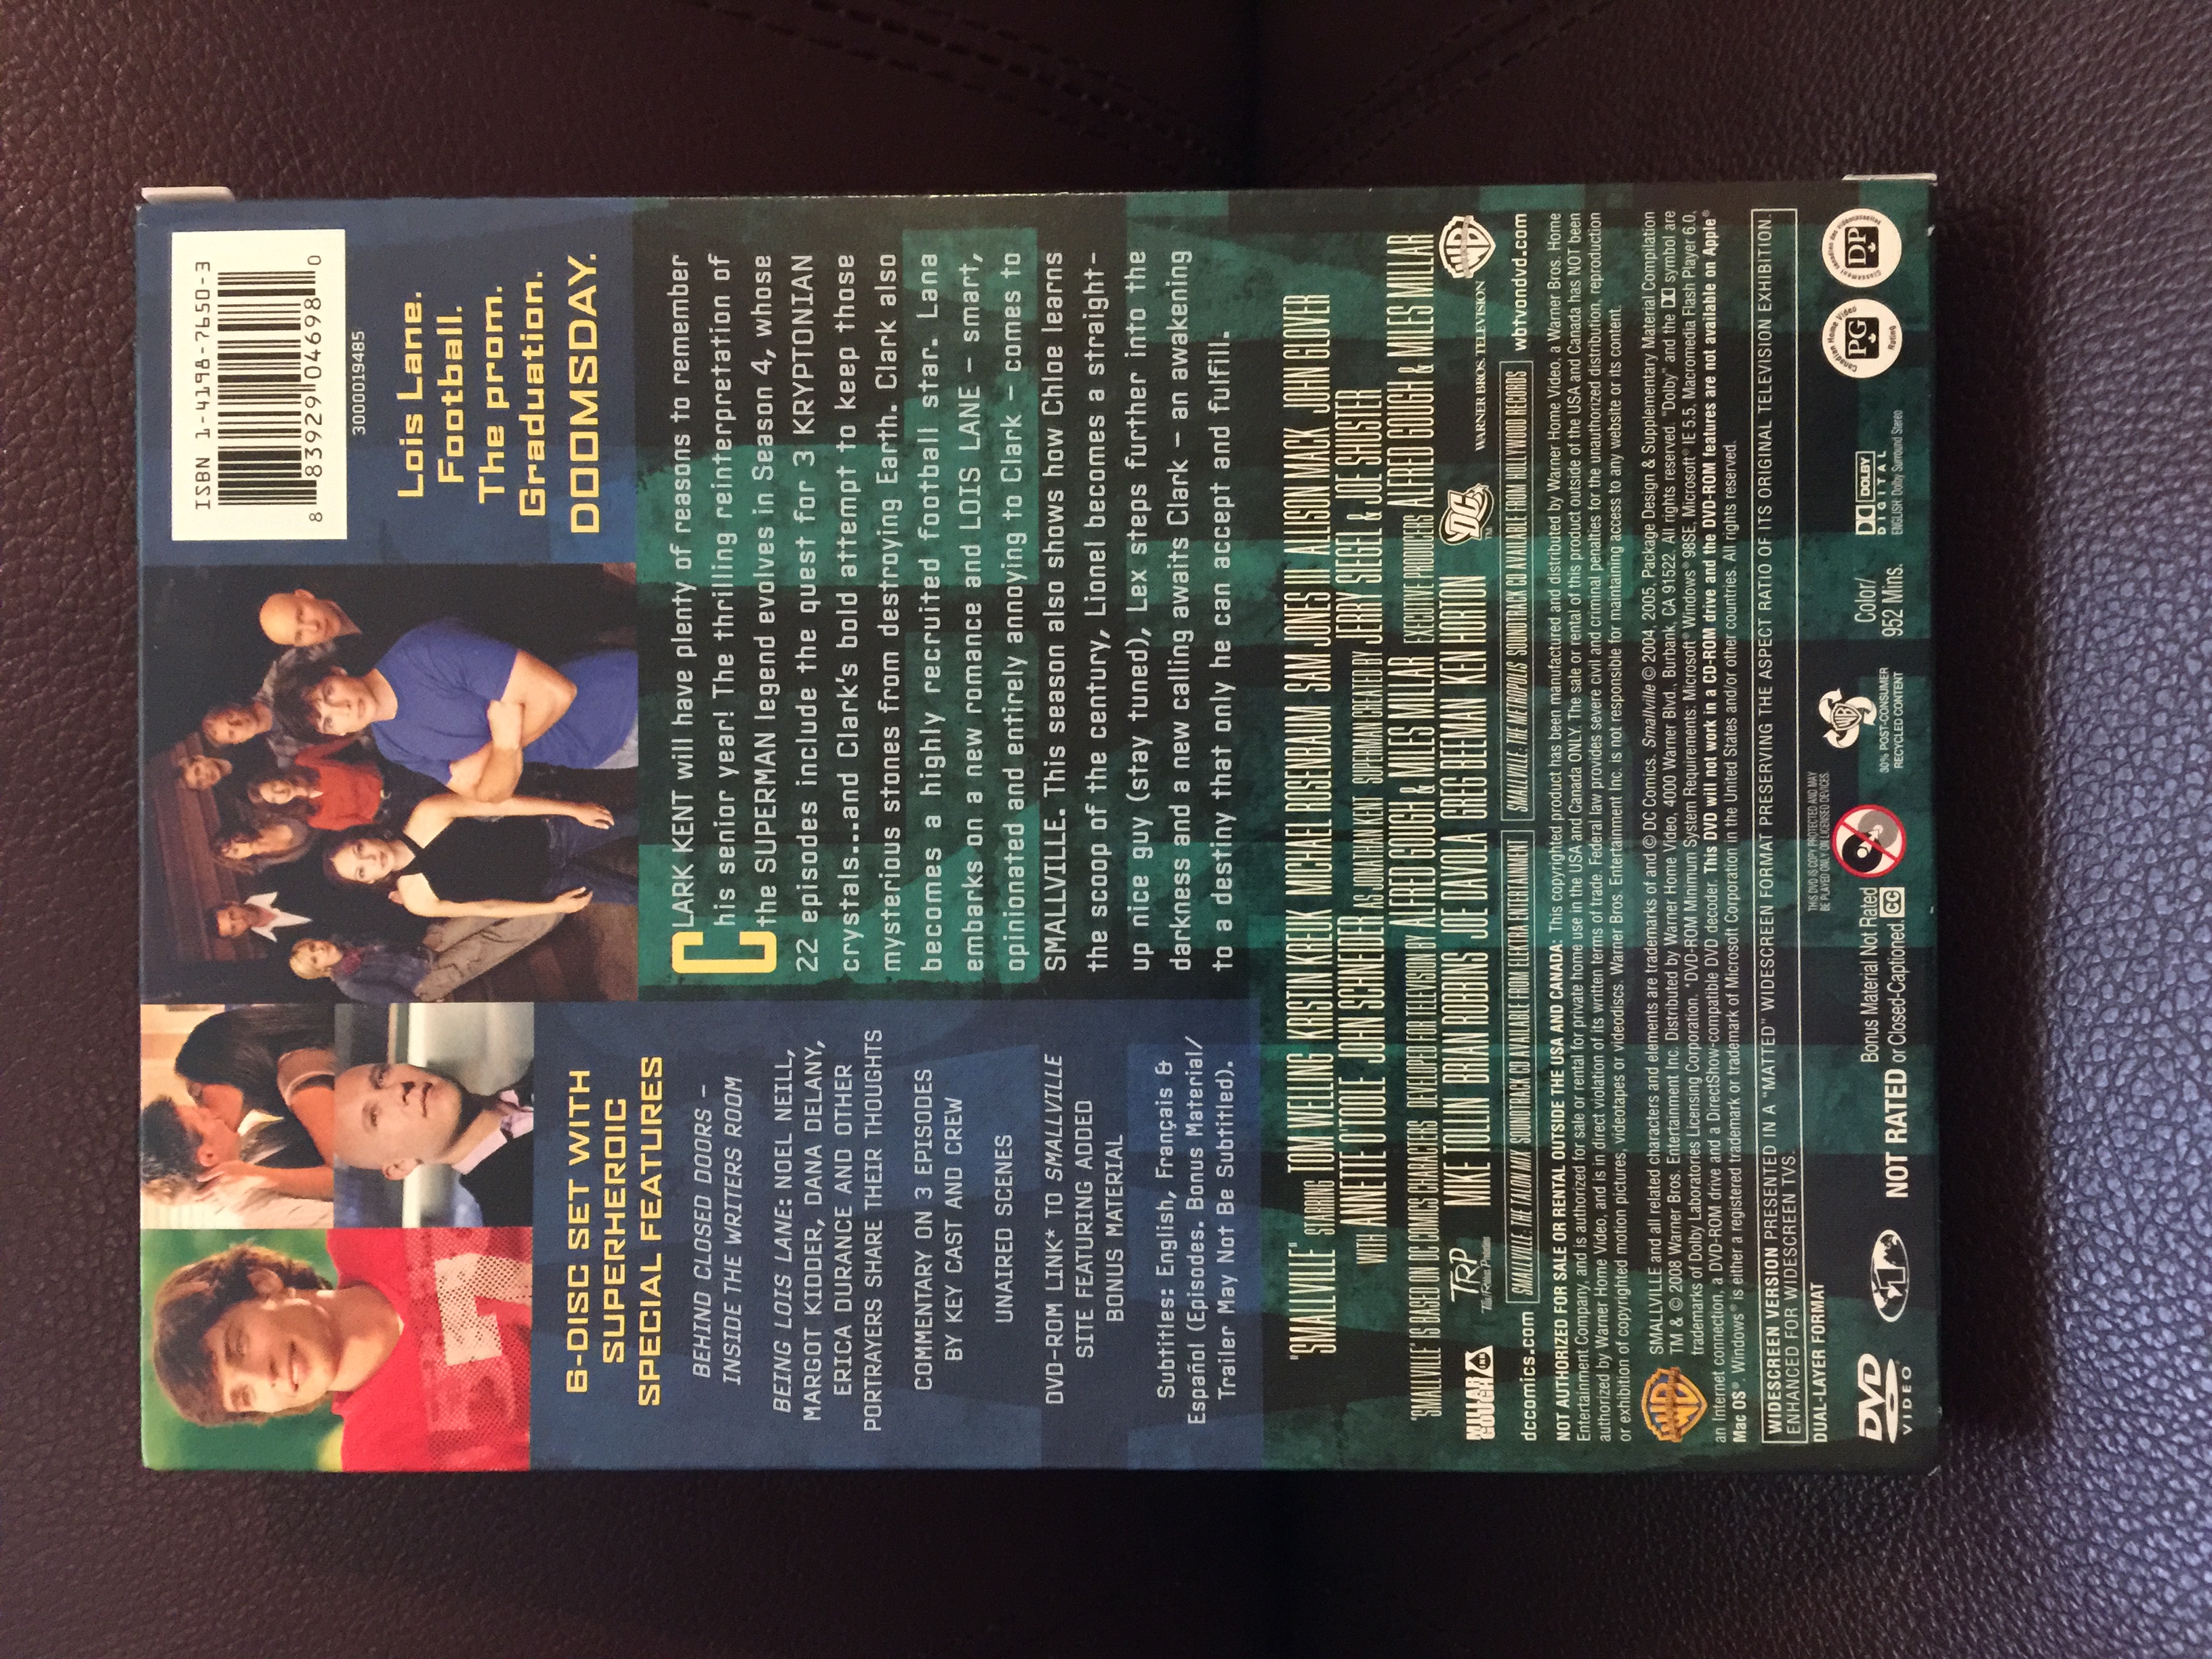 ISBN 1-4198-7650-3
8 83929 04698 0
3000019485
Lois Lane.
Football.
The prom.
Graduation.
DOOMSDAY.
7
6-DISC SET WITH
SUPERHEROIC
SPECIAL FEATURES
BEHIND CLOSED DOORS –
INSIDE THE WRITERS ROOM
BEING LOIS LANE: NOEL NEILL,
MARGOT KIDDER, DANA DELANY,
ERICA DURANCE AND OTHER
PORTRAYERS SHARE THEIR THOUGHTS
COMMENTARY ON 3 EPISODES
BY KEY CAST AND CREW
UNAIRED SCENES
DVD-ROM LINK* TO SMALLVILLE
SITE FEATURING ADDED
BONUS MATERIAL
Subtitles: English, Français &
Español (Episodes. Bonus Material/
Trailer May Not Be Subtitled).
CLARK KENT will have plenty of reasons to remember
his senior year! The thrilling reinterpretation of
the SUPERMAN legend evolves in Season 4, whose
22 episodes include the quest for 3 KRYPTONIAN
crystals...and Clark's bold attempt to keep those
mysterious stones from destroying Earth. Clark also
becomes a highly recruited football star. Lana
embarks on a new romance and LOIS LANE – smart,
opinionated and entirely annoying to Clark – comes to
SMALLVILLE. This season also shows how Chloe learns
the scoop of the century, Lionel becomes a straight-
up nice guy (stay tuned), Lex steps further into the
darkness and a new calling awaits Clark – an awakening
to a destiny that only he can accept and fulfill.
"SMALLVILLE" STARRING TOM WELLING KRISTIN KREUK MICHAEL ROSENBAUM SAM JONES III ALLISON MACK JOHN GLOVER
WITH ANNETTE O'TOOLE JOHN SCHNEIDER AS JONATHAN KENT SUPERMAN CREATED BY JERRY SIEGEL & JOE SHUSTER
"SMALLVILLE" IS BASED ON DC COMICS CHARACTERS DEVELOPED FOR TELEVISION BY ALFRED GOUGH & MILES MILLAR EXECUTIVE PRODUCERS ALFRED GOUGH & MILES MILLAR
MILLAR GOUGH INK TRP Tollin/Robbins Productions MIKE TOLLIN BRIAN ROBBINS JOE DAVOLA GREG BEEMAN KEN HORTON DC TM WARNER BROS. TELEVISION WB
dccomics.com SMALLVILLE: THE TALON MIX SOUNDTRACK CD AVAILABLE FROM ELEKTRA ENTERTAINMENT SMALLVILLE: THE METROPOLIS SOUNDTRACK CD AVAILABLE FROM HOLLYWOOD RECORDS wbtvondvd.com
NOT AUTHORIZED FOR SALE OR RENTAL OUTSIDE THE USA AND CANADA: This copyrighted product has been manufactured and distributed by Warner Home Video, a Warner Bros. Home
Entertainment Company, and is authorized for sale or rental for private home use in the USA and Canada ONLY. The sale or rental of this product outside of the USA and Canada has NOT been
authorized by Warner Home Video, and is in direct violation of its written terms of trade. Federal law provides severe civil and criminal penalties for the unauthorized distribution, reproduction
or exhibition of copyrighted motion pictures, videotapes or videodiscs. Warner Bros. Entertainment Inc. is not responsible for maintaining access to any website or its content.
WB SMALLVILLE and all related characters and elements are trademarks of and © DC Comics. Smallville © 2004, 2005, Package Design & Supplementary Material Compilation
TM & © 2008 Warner Bros. Entertainment Inc. Distributed by Warner Home Video, 4000 Warner Blvd., Burbank, CA 91522. All rights reserved. "Dolby" and the DD symbol are
trademarks of Dolby Laboratories Licensing Corporation. *DVD-ROM Minimum System Requirements: Microsoft® Windows® 98SE, Microsoft® IE 5.5, Macromedia Flash Player 6.0,
an Internet connection, a DVD-ROM drive and a DirectShow-compatible DVD decoder. This DVD will not work in a CD-ROM drive and the DVD-ROM features are not available on Apple®
Mac OS®. Windows® is either a registered trademark or trademark of Microsoft Corporation in the United States and/or other countries. All rights reserved.
WIDESCREEN VERSION PRESENTED IN A "MATTED" WIDESCREEN FORMAT PRESERVING THE ASPECT RATIO OF ITS ORIGINAL TELEVISION EXHIBITION.
ENHANCED FOR WIDESCREEN TVS.
DUAL-LAYER FORMAT
THIS DVD IS COPY PROTECTED AND MAY
BE PLAYED ONLY ON LICENSED DEVICES.
DVD VIDEO
1
NOT RATED
Bonus Material Not Rated
or Closed-Captioned. CC
WB
30% POST-CONSUMER
RECYCLED CONTENT
Color/
952 Mins.
DOLBY
DIGITAL
ENGLISH: Dolby Surround Stereo
Canadian Home Video
PG
Rating
DP